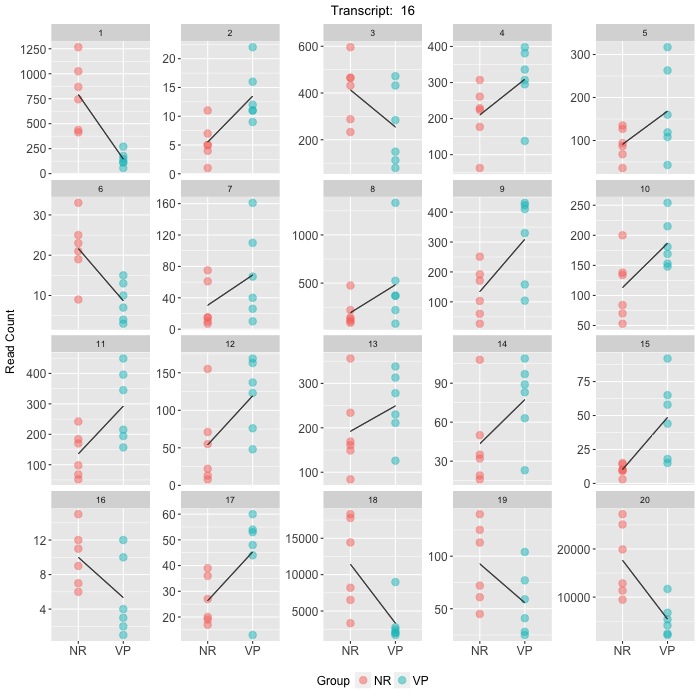 Transcript: 16
Read Count
1 2 3 4 5
1250 1000 750 500 250 0
20 15 10 5 0
600 400 200
400 300 200 100
300 200 100
6 7 8 9 10
30 20 10
160 120 80 40 0
1000 500
400 300 200 100
250 200 150 100 50
11 12 13 14 15
400 300 200 100
150 100 50 0
300 200 100
90 60 30
75 50 25 0
16 17 18 19 20
12 8 4
60 50 40 30 20
15000 10000 5000
100 50
20000 10000
NR VP NR VP NR VP NR VP NR VP
Group NR VP